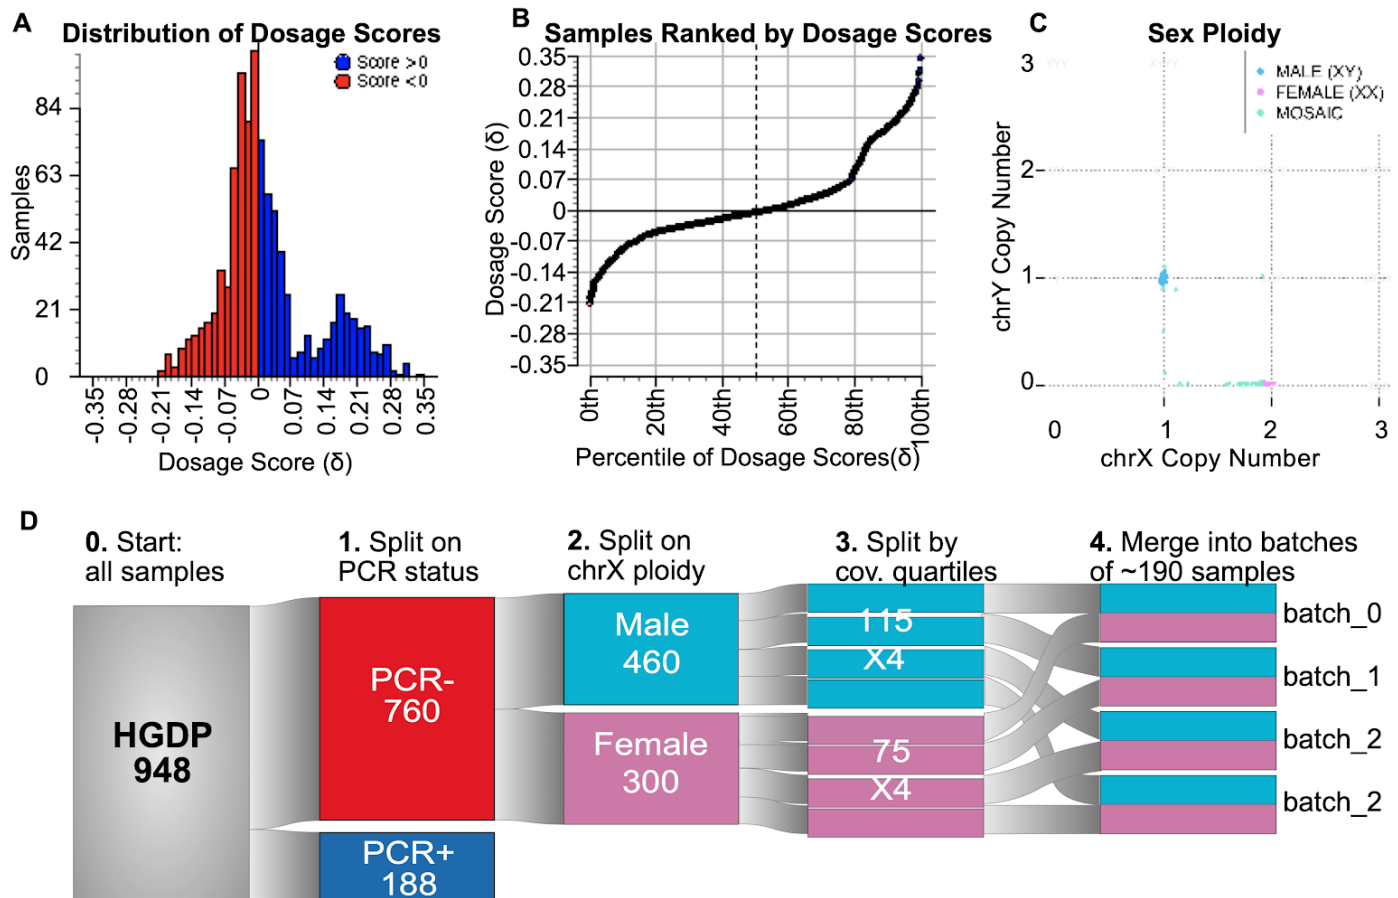 A
Distribution of Dosage Scores
Score >0
Score <0
Samples
84
63
42
21
0
-0.35
-0.28
-0.21
-0.14
-0.07
0
0.07
0.14
0.21
0.28
0.35
Dosage Score (δ)
B
Samples Ranked by Dosage Scores
Dosage Score (δ)
0.35
0.28
0.21
0.14
0.07
0
-0.07
-0.14
-0.21
-0.28
-0.35
0th
20th
40th
60th
80th
100th
Percentile of Dosage Scores(δ)
C
Sex Ploidy
MALE (XY)
FEMALE (XX)
MOSAIC
chrY Copy Number
3
2
1
0
0
1
2
3
chrX Copy Number
D
0. Start:
all samples
1. Split on
PCR status
2. Split on
chrX ploidy
3. Split by
cov. quartiles
4. Merge into batches
of ~190 samples
HGDP
948
PCR-
760
PCR+
188
Male
460
Female
300
115
X4
75
X4
batch_0
batch_1
batch_2
batch_2